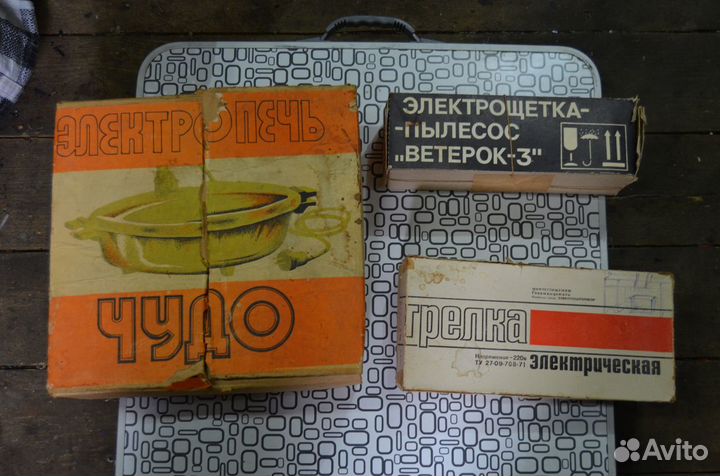 ЭЛЕКТРОПЕЧЬ
ЧУДО
ЭЛЕКТРОЩЕТКА-
-ПЫЛЕСОС
„ВЕТЕРОК-3"
грелка
Напряжение-220в
ТУ 27-09-708-71
электрическая
Avito